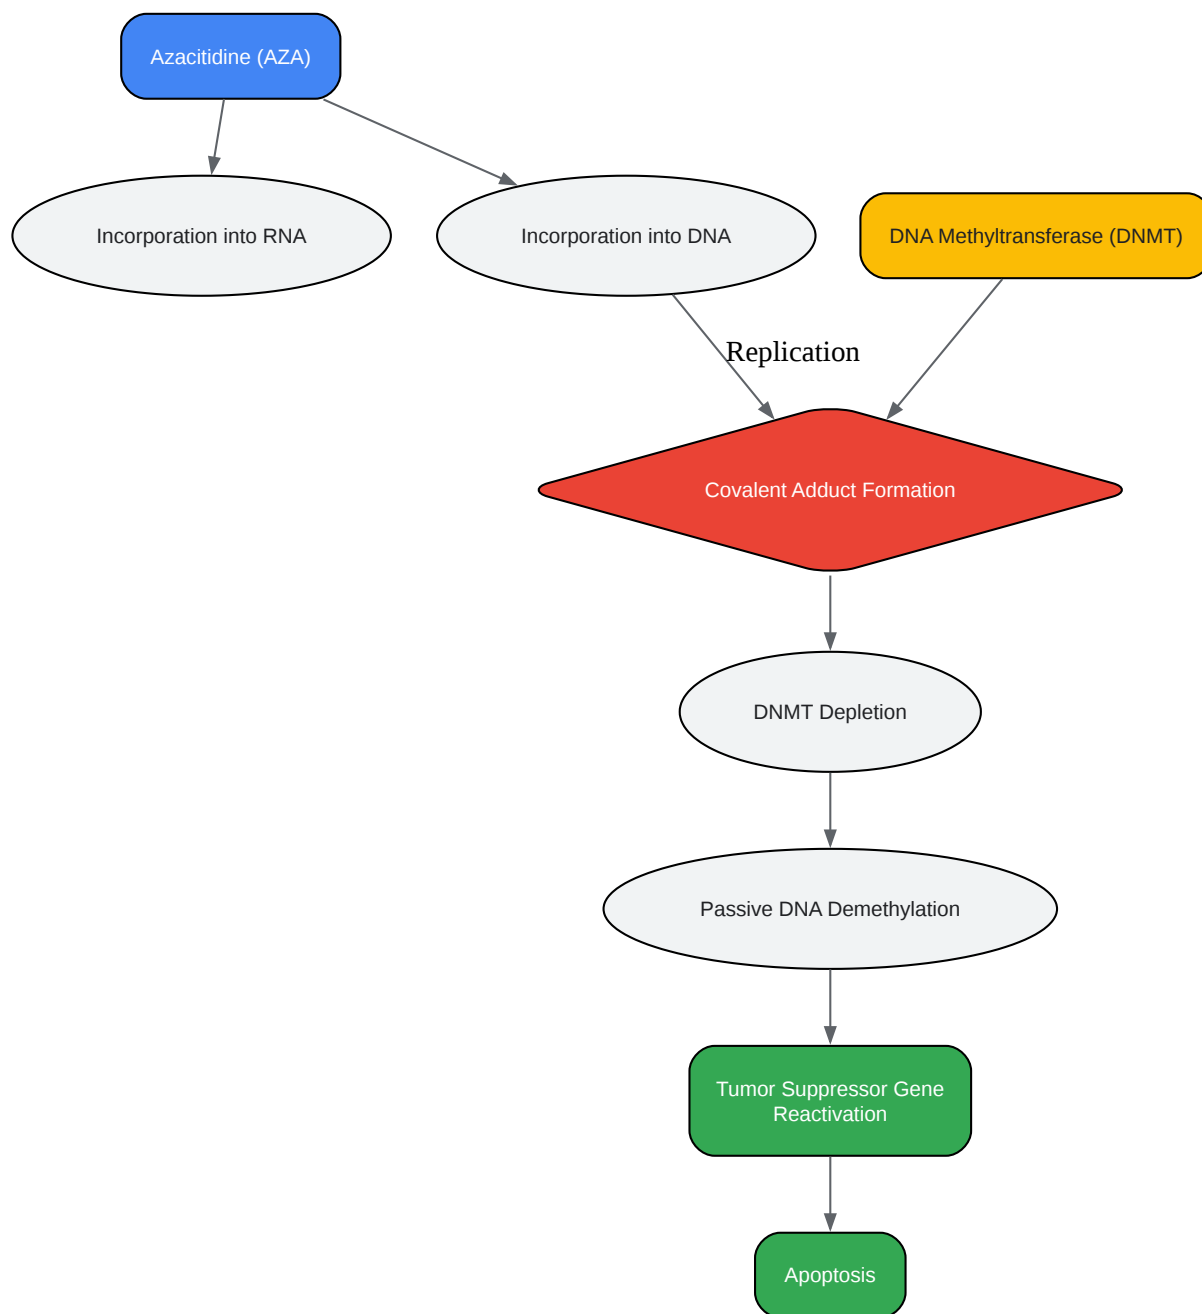 Azacitidine (AZA)
Incorporation into RNA
Incorporation into DNA
DNA Methyltransferase (DNMT)
Replication
Covalent Adduct Formation
DNMT Depletion
Passive DNA Demethylation
Tumor Suppressor Gene
Reactivation
Apoptosis